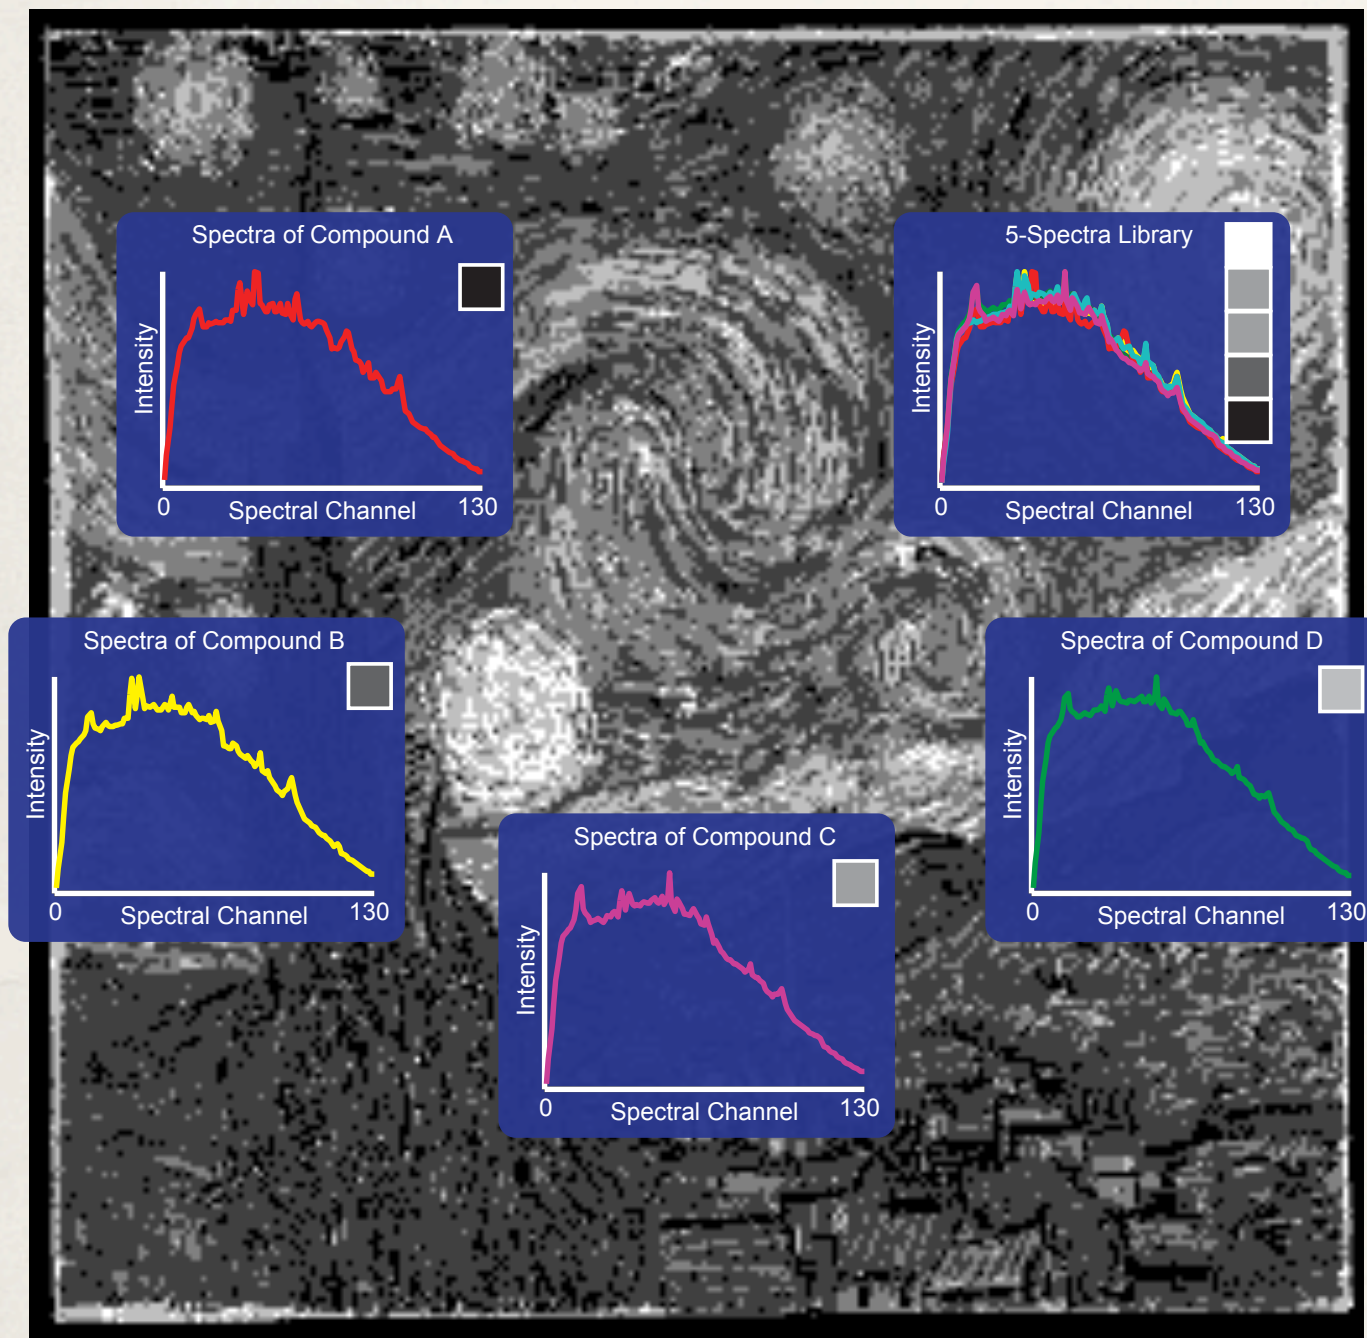 Spectra of Compound A
Intensity
0 Spectral Channel 130
5-Spectra Library
Intensity
0 Spectral Channel 130
Spectra of Compound B
Intensity
0 Spectral Channel 130
Spectra of Compound D
Intensity
0 Spectral Channel 130
Spectra of Compound C
Intensity
0 Spectral Channel 130